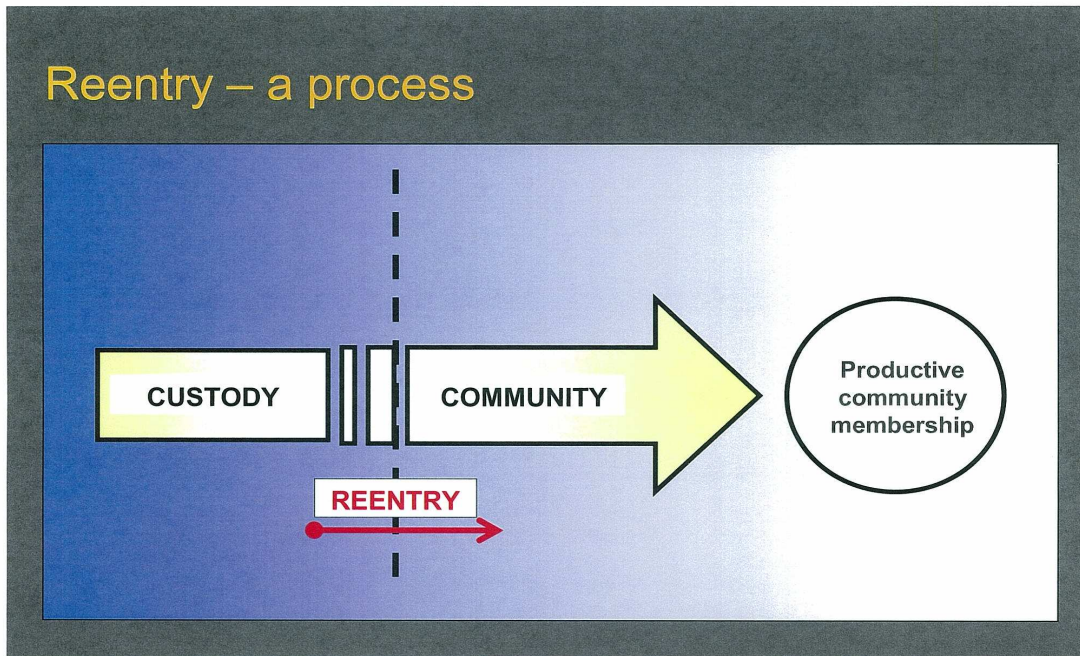 Reentry – a process
CUSTODY
COMMUNITY
REENTRY
Productive
community
membership